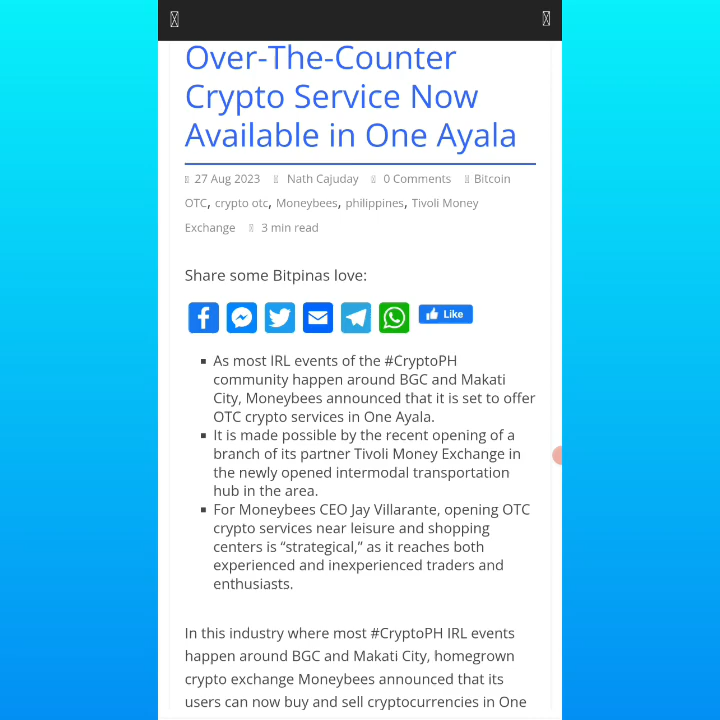 Over-The-Counter
Crypto Service Now
Available in One Ayala
27 Aug 2023 Nath Cajuday 0 Comments Bitcoin
OTC, crypto otc, Moneybees, philippines, Tivoli Money
Exchange 3 min read
Share some Bitpinas love:
Like
As most IRL events of the #CryptoPH
community happen around BGC and Makati
City, Moneybees announced that it is set to offer
OTC crypto services in One Ayala.
It is made possible by the recent opening of a
branch of its partner Tivoli Money Exchange in
the newly opened intermodal transportation
hub in the area.
For Moneybees CEO Jay Villarante, opening OTC
crypto services near leisure and shopping
centers is “strategical,” as it reaches both
experienced and inexperienced traders and
enthusiasts.
In this industry where most #CryptoPH IRL events
happen around BGC and Makati City, homegrown
crypto exchange Moneybees announced that its
users can now buy and sell cryptocurrencies in One